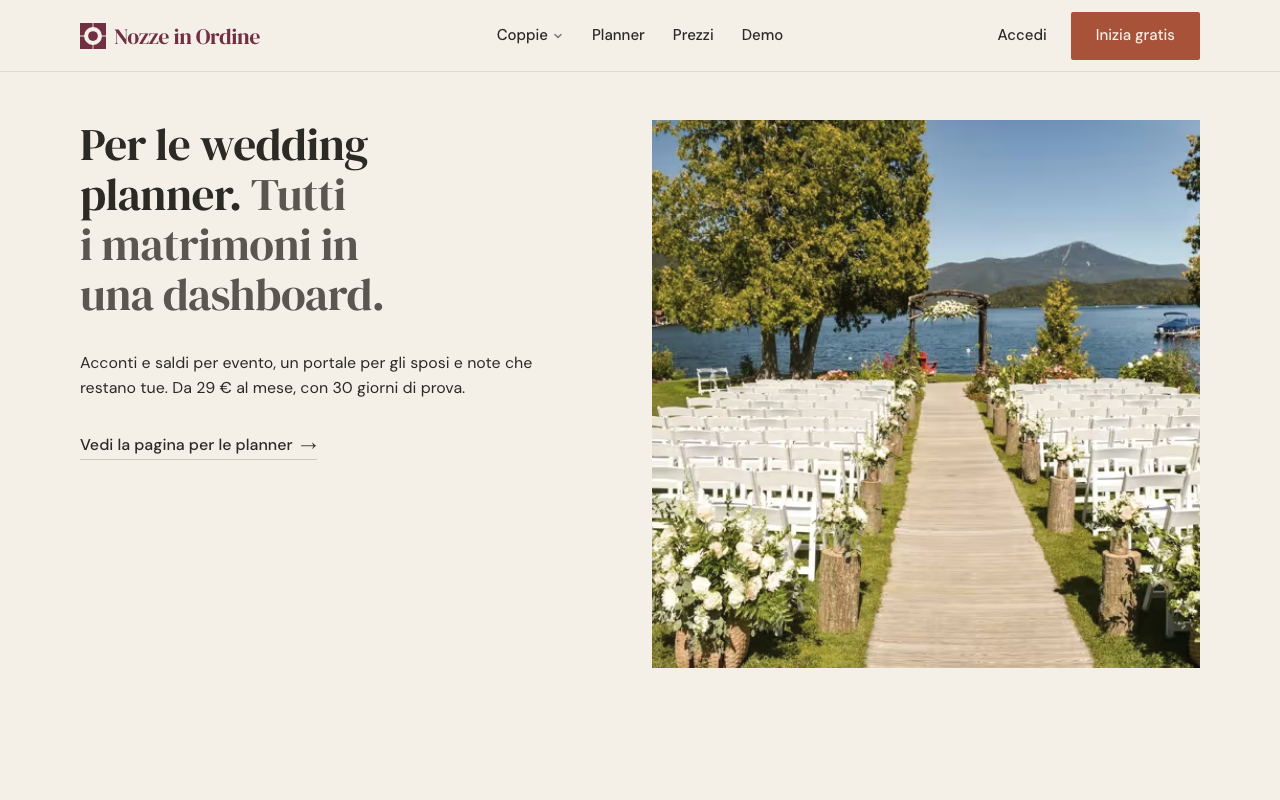 Nozze in Ordine
Coppie
Planner
Prezzi
Demo
Accedi
Inizia gratis
Per le wedding
planner. Tutti
i matrimoni in
una dashboard.
Acconti e saldi per evento, un portale per gli sposi e note che
restano tue. Da 29 € al mese, con 30 giorni di prova.
Vedi la pagina per le planner →